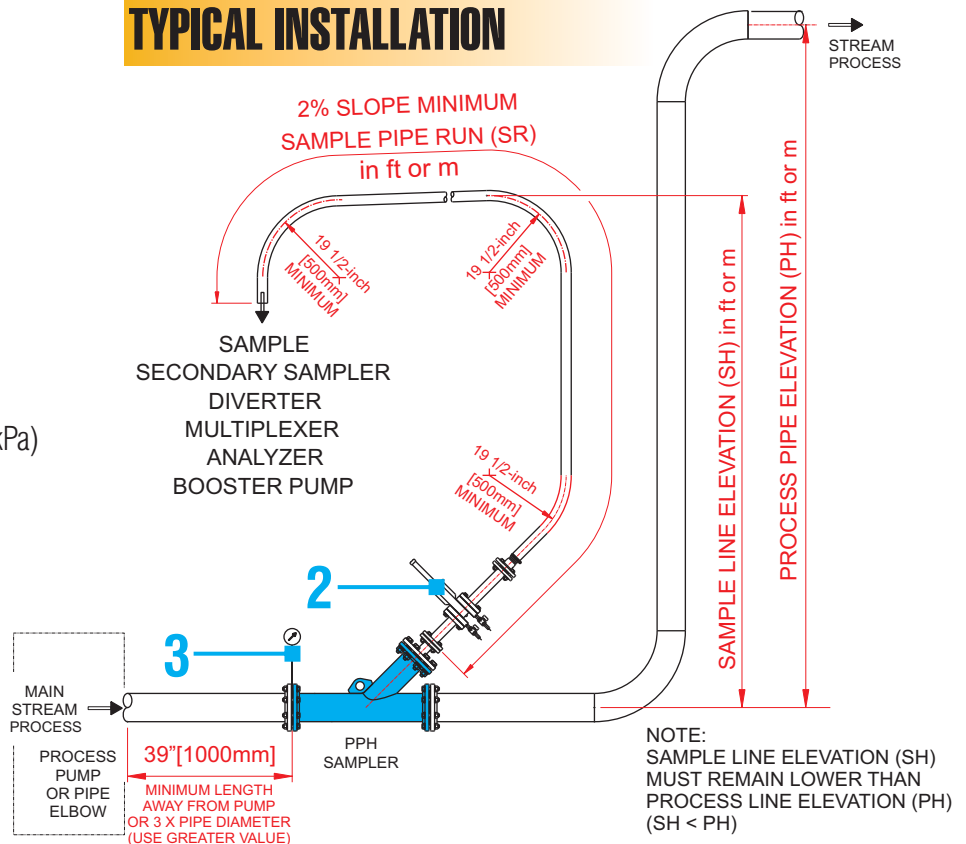 TYPICAL INSTALLATION
STREAM
PROCESS
2% SLOPE MINIMUM
SAMPLE PIPE RUN (SR)
in ft or m
19 1/2-inch
[500mm]
MINIMUM
19 1/2-inch
[500mm]
MINIMUM
SAMPLE
SECONDARY SAMPLER
DIVERTER
MULTIPLEXER
ANALYZER
BOOSTER PUMP
kPa)
19 1/2-inch
[500mm]
MINIMUM
SAMPLE LINE ELEVATION (SH) in ft or m
PROCESS PIPE ELEVATION (PH) in ft or m
2
3
MAIN
STREAM
PROCESS
PROCESS
PUMP
OR PIPE
ELBOW
39"[1000mm]
MINIMUM LENGTH
AWAY FROM PUMP
OR 3 X PIPE DIAMETER
(USE GREATER VALUE)
PPH
SAMPLER
NOTE:
SAMPLE LINE ELEVATION (SH)
MUST REMAIN LOWER THAN
PROCESS LINE ELEVATION (PH)
(SH < PH)